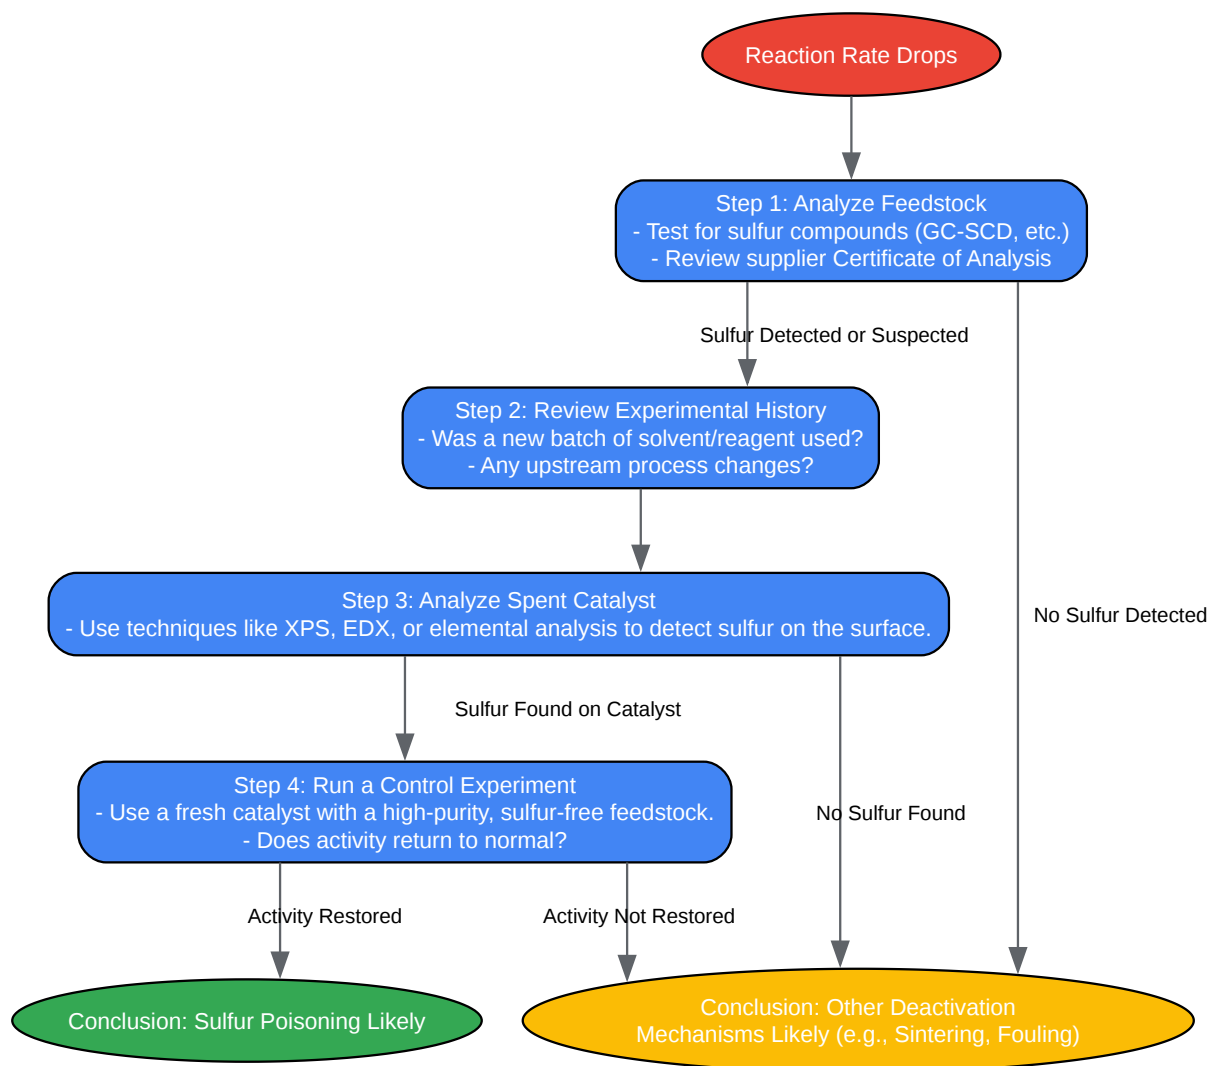 Reaction Rate Drops
Step 1: Analyze Feedstock
- Test for sulfur compounds (GC-SCD, etc.)
- Review supplier Certificate of Analysis
Sulfur Detected or Suspected
Step 2: Review Experimental History
- Was a new batch of solvent/reagent used?
- Any upstream process changes?
Step 3: Analyze Spent Catalyst
- Use techniques like XPS, EDX, or elemental analysis to detect sulfur on the surface.
No Sulfur Detected
Sulfur Found on Catalyst
Step 4: Run a Control Experiment
- Use a fresh catalyst with a high-purity, sulfur-free feedstock.
- Does activity return to normal?
No Sulfur Found
Activity Restored
Activity Not Restored
Conclusion: Sulfur Poisoning Likely
Conclusion: Other Deactivation
Mechanisms Likely (e.g., Sintering, Fouling)